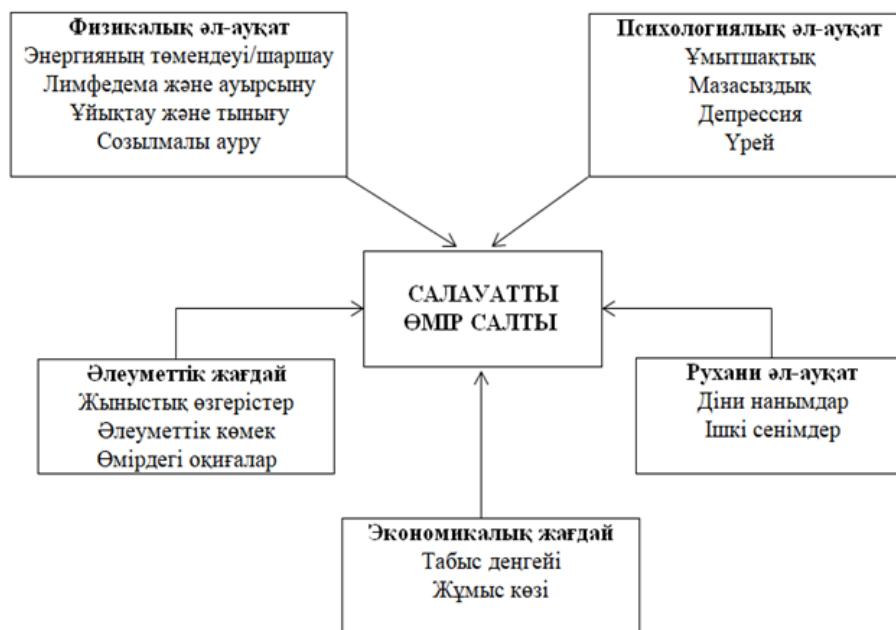 Физикалық әл-ауқат
Энергияның төмендеуі/шаршау
Лимфедема және ауырсыну
Ұйықтау және тынығу
Созылмалы ауру
Психологиялық әл-ауқат
Ұмытшақтық
Мазасыздық
Депрессия
Үрей
САЛАУАТТЫ
ӨМІР САЛТЫ
Әлеуметтік жағдай
Жыныстық өзгерістер
Әлеуметтік көмек
Өмірдегі оқиғалар
Рухани әл-ауқат
Діни нанымдар
Ішкі сенімдер
Экономикалық жағдай
Табыс деңгейі
Жұмыс көзі